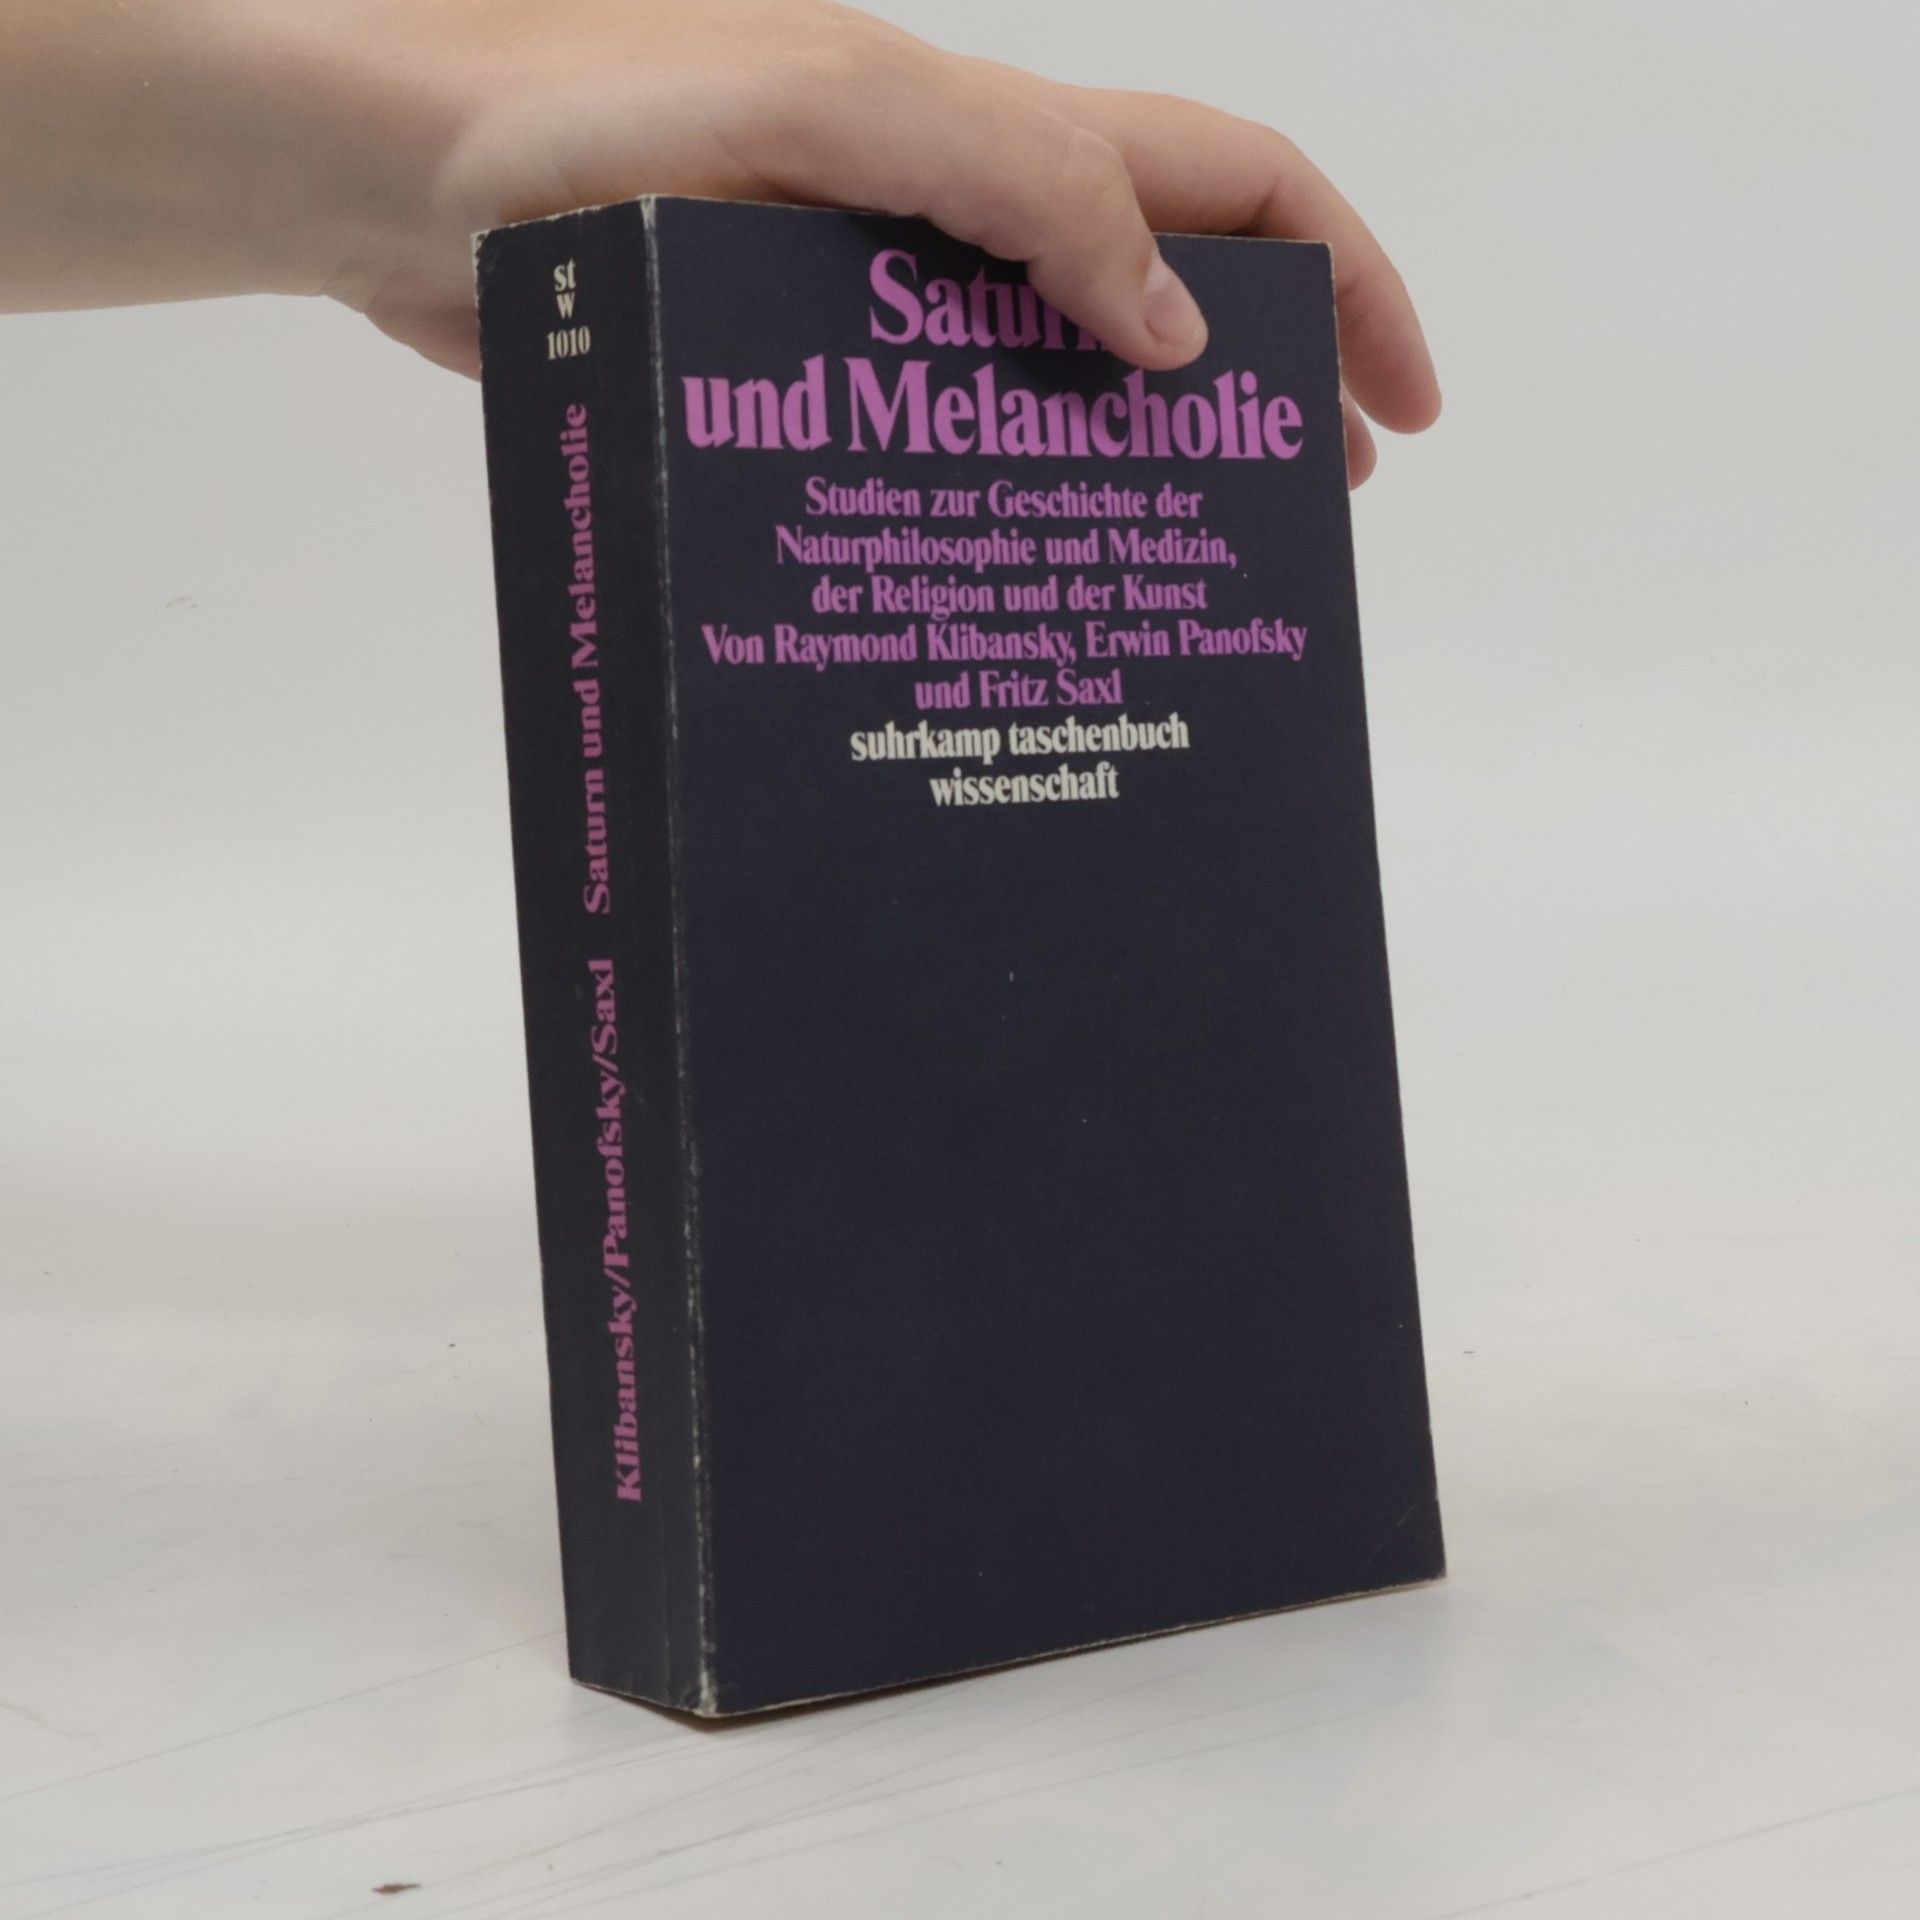 st
w
1010
Klibansky/Panofsky/Saxl Saturn und Melancholie
Saturn
und Melancholie
Studien zur Geschichte der
Naturphilosophie und Medizin,
der Religion und der Kunst
Von Raymond Klibansky, Erwin Panofsky
und Fritz Saxl
suhrkamp taschenbuch
wissenschaft